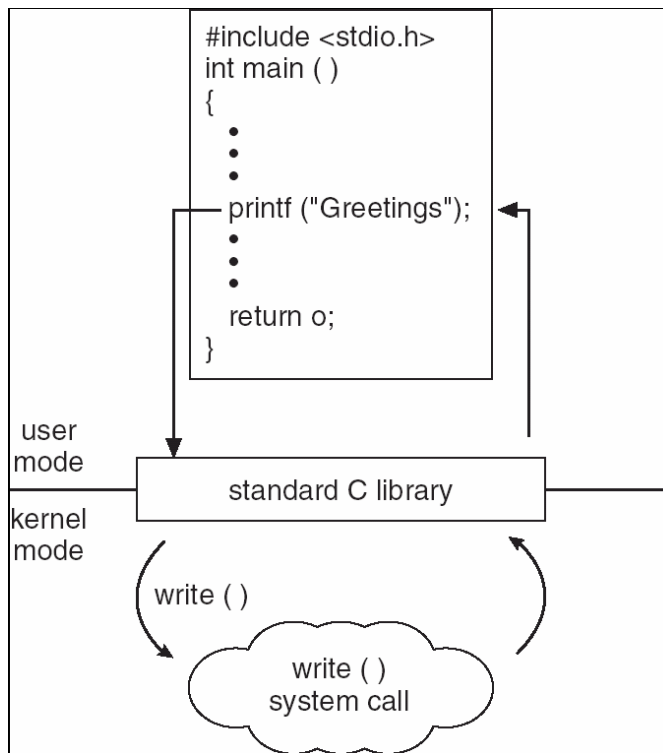 #include <stdio.h>
int main ( )
{
•
•
•
printf ("Greetings");
•
•
•
return o;
}
user
mode
standard C library
kernel
mode
write ( )
write ( )
system call